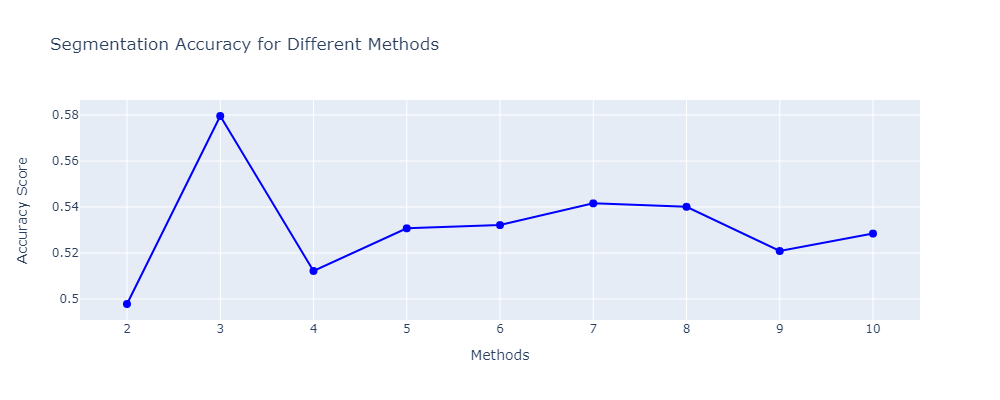 Segmentation Accuracy for Different Methods
Accuracy Score
0.58
0.56
0.54
0.52
0.5
2 3 4 5 6 7 8 9 10
Methods